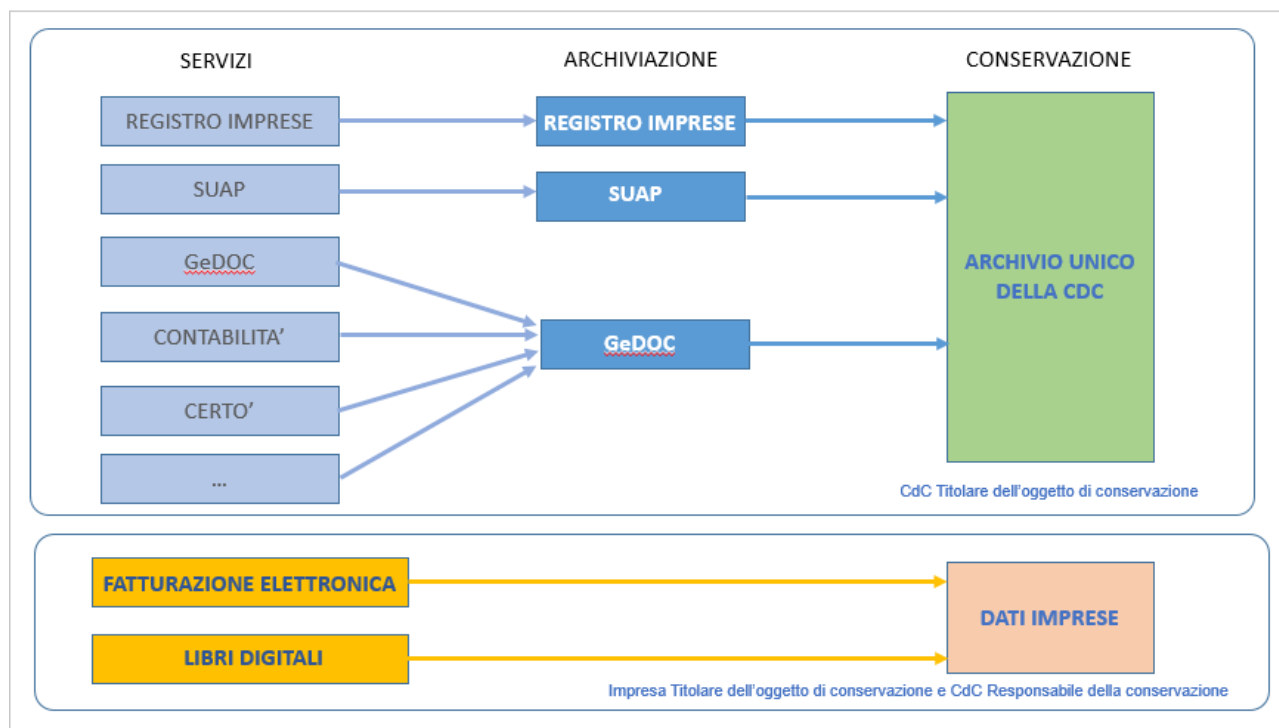 SERVIZI
ARCHIVIAZIONE
CONSERVAZIONE
REGISTRO IMPRESE
REGISTRO IMPRESE
SUAP
SUAP
GeDOC
ARCHIVIO UNICO
DELLA CDC
CONTABILITA’
GeDOC
CERTO’
...
CdC Titolare dell’oggetto di conservazione
FATTURAZIONE ELETTRONICA
DATI IMPRESE
LIBRI DIGITALI
Impresa Titolare dell’oggetto di conservazione e CdC Responsabile della conservazione